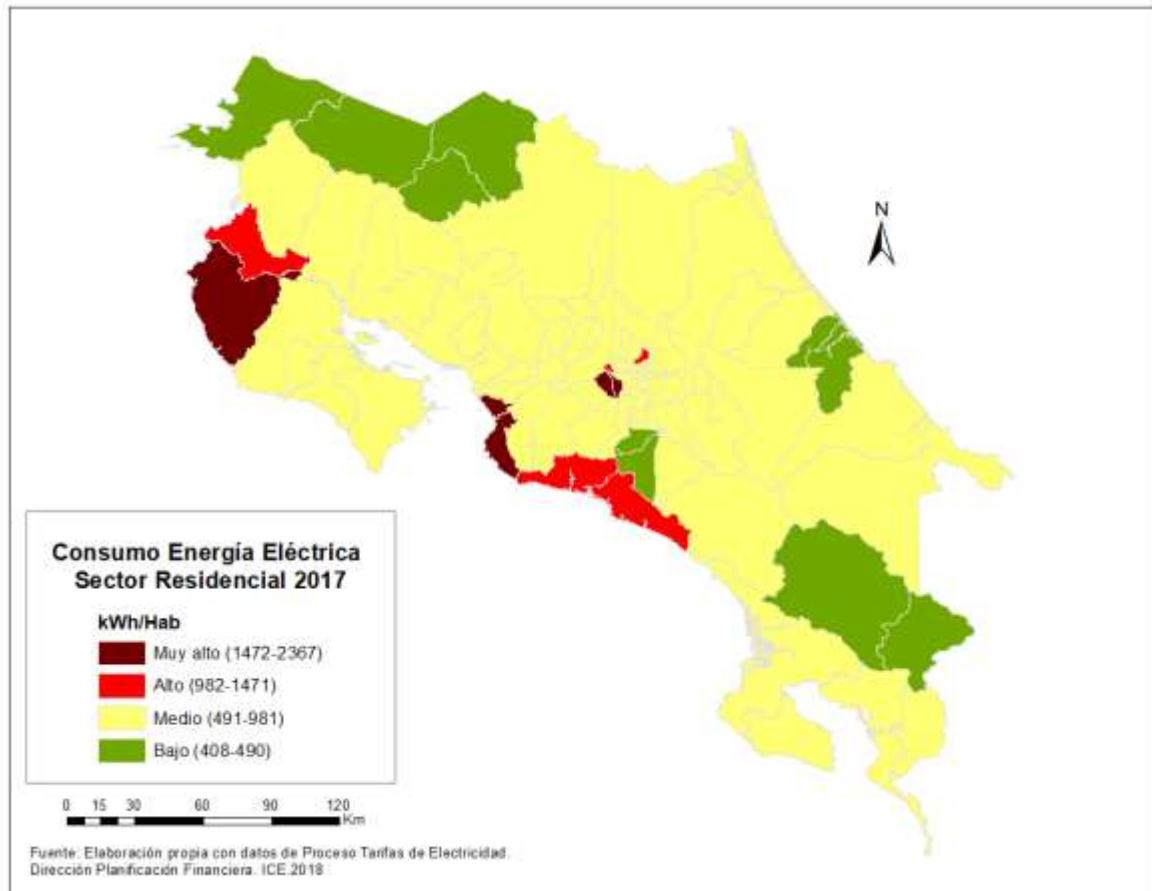 N
Consumo Energía Eléctrica
Sector Residencial 2017
kWh/Hab
Muy alto (1472-2367)
Alto (982-1471)
Medio (491-981)
Bajo (408-490)
0 15 30 60 90 120
Km
Fuente: Elaboración propia con datos de Proceso Tarifas de Electricidad.
Dirección Planificación Financiera. ICE.2018